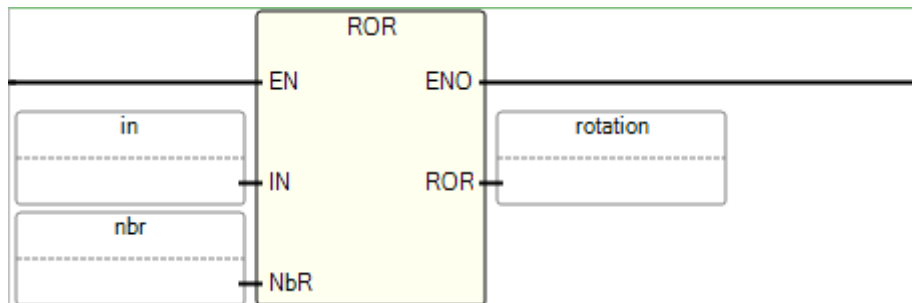 ROR
EN ENO
in
rotation
IN ROR
nbr
NbR